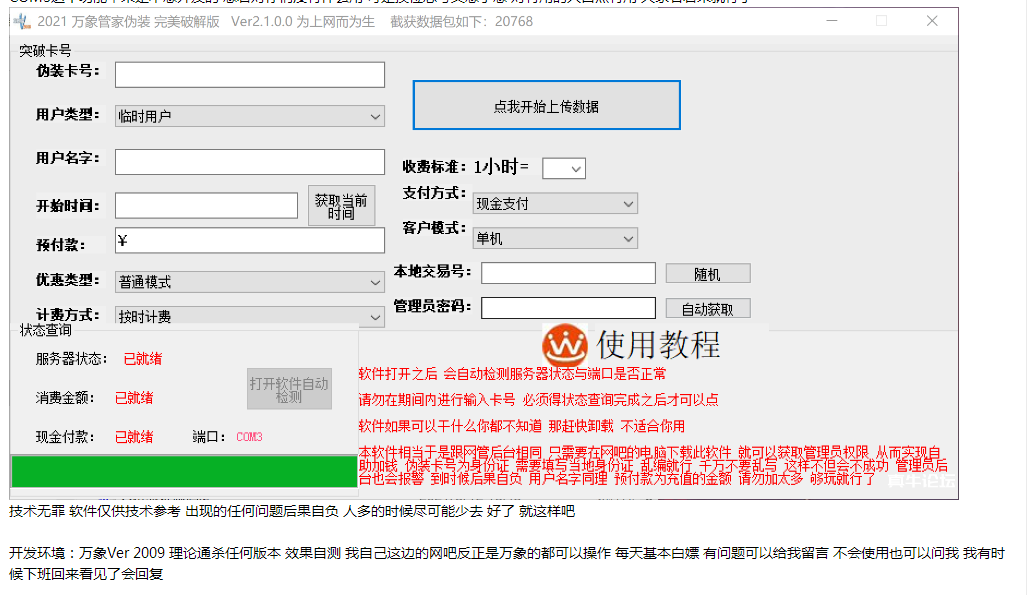 2021 万象管家伪装 完美破解版 Ver2.1.0.0 为上网而为生 截获数据包如下：20768
突破卡号
伪装卡号：
用户类型： 临时用户
点我开始上传数据
用户名字：
收费标准：1小时=
开始时间： 获取当前时间
支付方式： 现金支付
预付款： ￥
客户模式： 单机
优惠类型： 普通模式
本地交易号： 随机
计费方式： 按时计费
管理员密码： 自动获取
状态查询
服务器状态： 已就绪
消费金额： 已就绪
打开软件自动
检测
现金付款： 已就绪 端口： COM3
使用教程
软件打开之后 会自动检测服务器状态与端口是否正常
请勿在期间内进行输入卡号 必须得状态查询完成之后才可以点
软件如果可以干什么你都不知道 那赶快卸载 不适合你用
本软件相当于是跟网管后台相同 只需要在网吧的电脑下载此软件 就可以获取管理员权限 从而实现自
助加钱 伪装卡号为身份证 需要填写当地身份证 乱编就行 千万不要乱写 这样不但会不成功 管理员后
台也会报警 到时候后果自负 用户名字同理 预付款为充值的金额 请勿加太多 够玩就行了
技术无罪 软件仅供技术参考 出现的任何问题后果自负 人多的时候尽可能少去 好了 就这样吧
开发环境：万象Ver 2009 理论通杀任何版本 效果自测 我自己这边的网吧反正是万象的都可以操作 每天基本白嫖 有问题可以给我留言 不会使用也可以问我 我有时
候下班回来看见了会回复